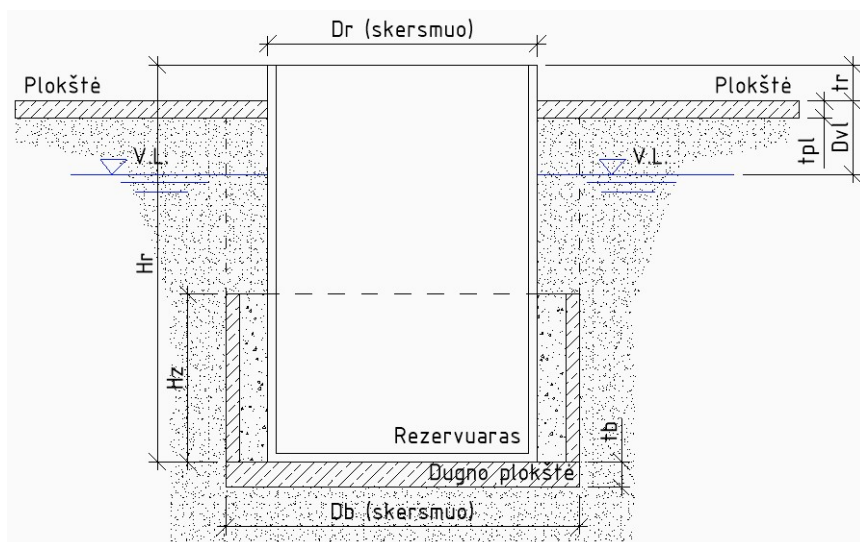 Dr (skersmuo)
Plokštė
Plokštė
tr
V.L.
V.L.
tpl
Dvl
Hr
Hz
Rezervuaras
tb
Dugno plokštė
Db (skersmuo)